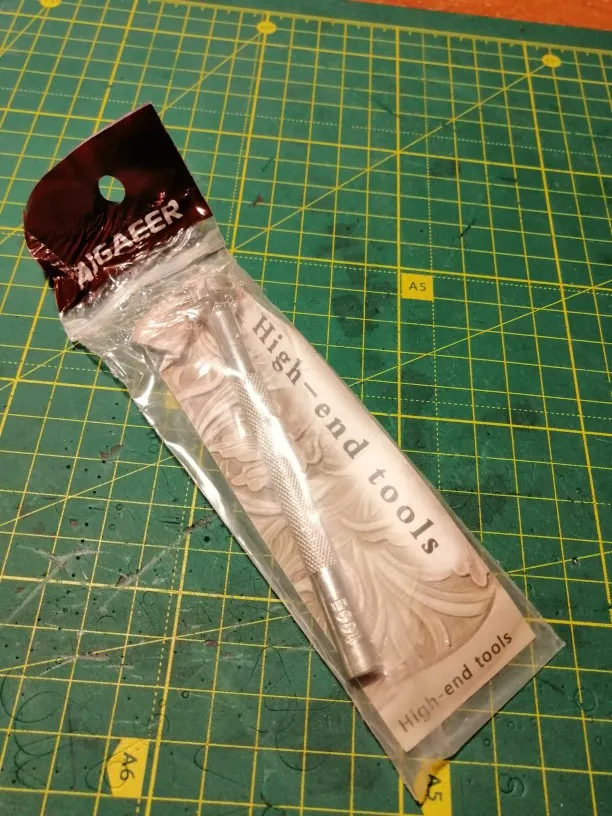 AIGAEER
A5
High-end tools
High-end tools
A6
A5